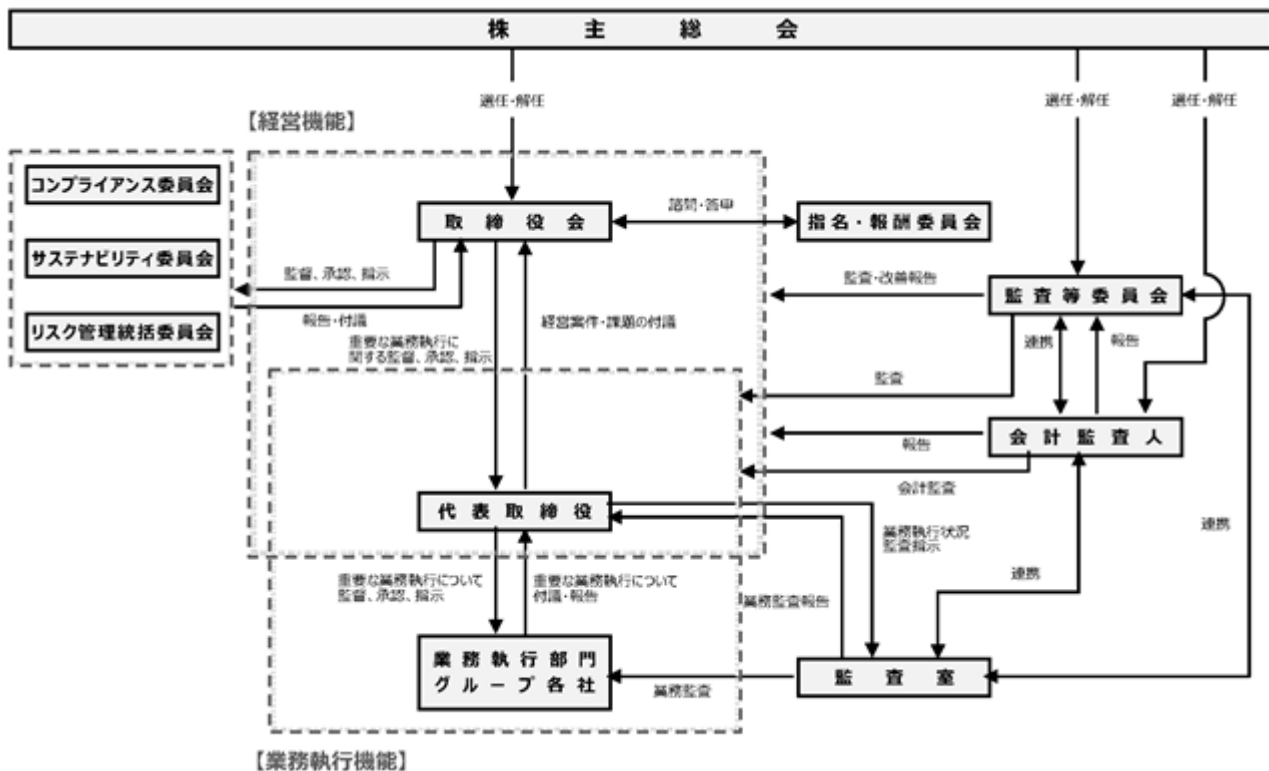 株主総会
選任・解任
選任・解任
選任・解任
【経営機能】
コンプライアンス委員会
サステナビリティ委員会
リスク管理統括委員会
取締役会
諮問・答申
指名・報酬委員会
監督、承認、指示
報告・付議
経営案件・課題の付議
重要な業務執行に
関する監督、承認、指示
監査・改善報告
監査等委員会
連携
報告
監査
会計監査人
報告
会計監査
代表取締役
業務執行状況
監査指示
連携
連携
重要な業務執行について
監督、承認、指示
重要な業務執行について
付議・報告
業務監査報告
業務執行部門
グループ各社
業務監査
監査室
【業務執行機能】